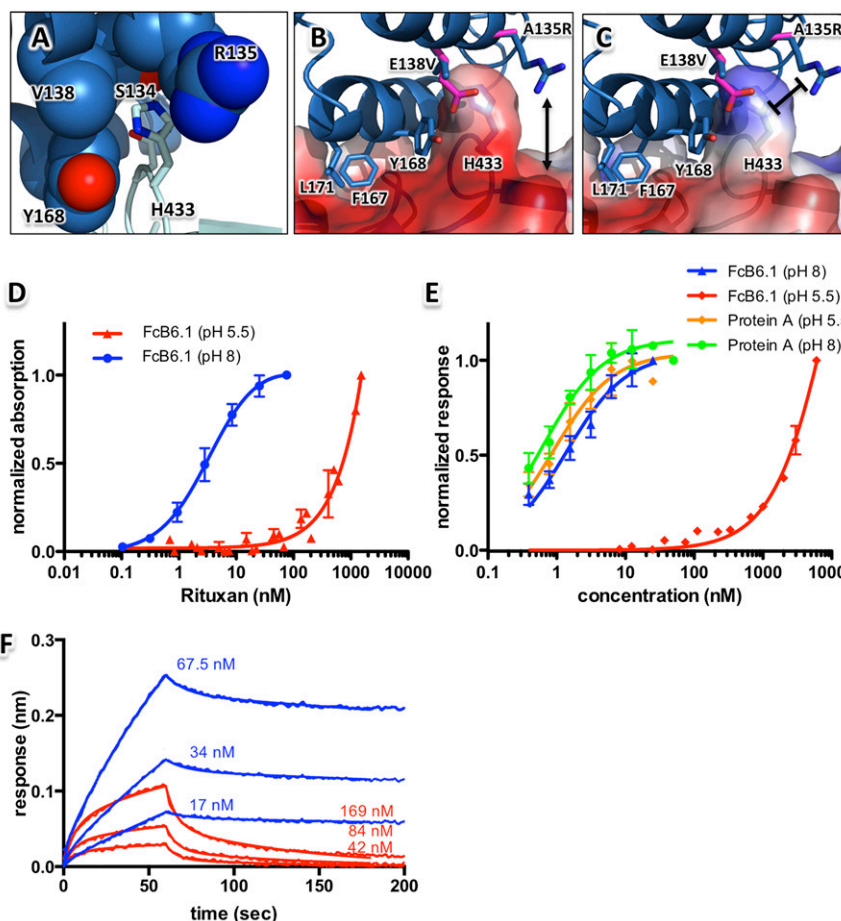 A
R135
V138
S134
Y168
H433
B
A135R
E138V
Y168
H433
L171
F167
C
A135R
E138V
Y168
H433
L171
F167
D
FcB6.1 (pH 5.5)
FcB6.1 (pH 8)
normalized absorption
1.0
0.5
0.0
0.01
0.1
1
10
100
1000
10000
Rituxan (nM)
E
FcB6.1 (pH 8)
FcB6.1 (pH 5.5)
Protein A (pH 5.5
Protein A (pH 8)
normalized response
1.0
0.5
0.0
0.1
1
10
100
1000
1000
concentration (nM)
F
response (nm)
0.3
0.2
0.1
0.0
67.5 nM
34 nM
17 nM
169 nM
84 nM
42 nM
0
50
100
150
200
time (sec)